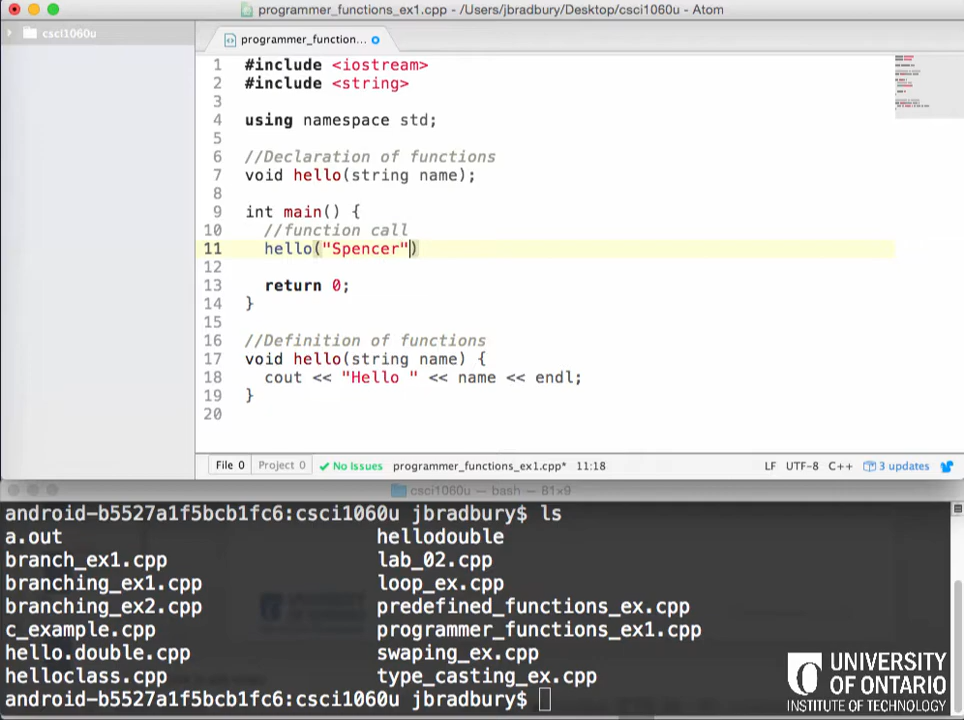 programmer_functions_ex1.cpp - /Users/jbradbury/Desktop/csci1060u - Atom
csci1060u
programmer_function...
1 #include <iostream>
2 #include <string>
3
4 using namespace std;
5
6 //Declaration of functions
7 void hello(string name);
8
9 int main() {
10 //function call
11 hello("Spencer")
12
13 return 0;
14 }
15
16 //Definition of functions
17 void hello(string name) {
18 cout << "Hello " << name << endl;
19 }
20
File 0 Project 0 No Issues programmer_functions_ex1.cpp* 11:18 LF UTF-8 C++ 3 updates
csci1060u — bash — 81×9
android-b5527a1f5bcb1fc6:csci1060u jbradbury$ ls
a.out hellodouble
branch_ex1.cpp lab_02.cpp
branching_ex1.cpp loop_ex.cpp
branching_ex2.cpp predefined_functions_ex.cpp
c_example.cpp programmer_functions_ex1.cpp
hello.double.cpp swaping_ex.cpp
helloclass.cpp type_casting_ex.cpp
android-b5527a1f5bcb1fc6:csci1060u jbradbury$
UNIVERSITY
OF ONTARIO
INSTITUTE OF TECHNOLOGY